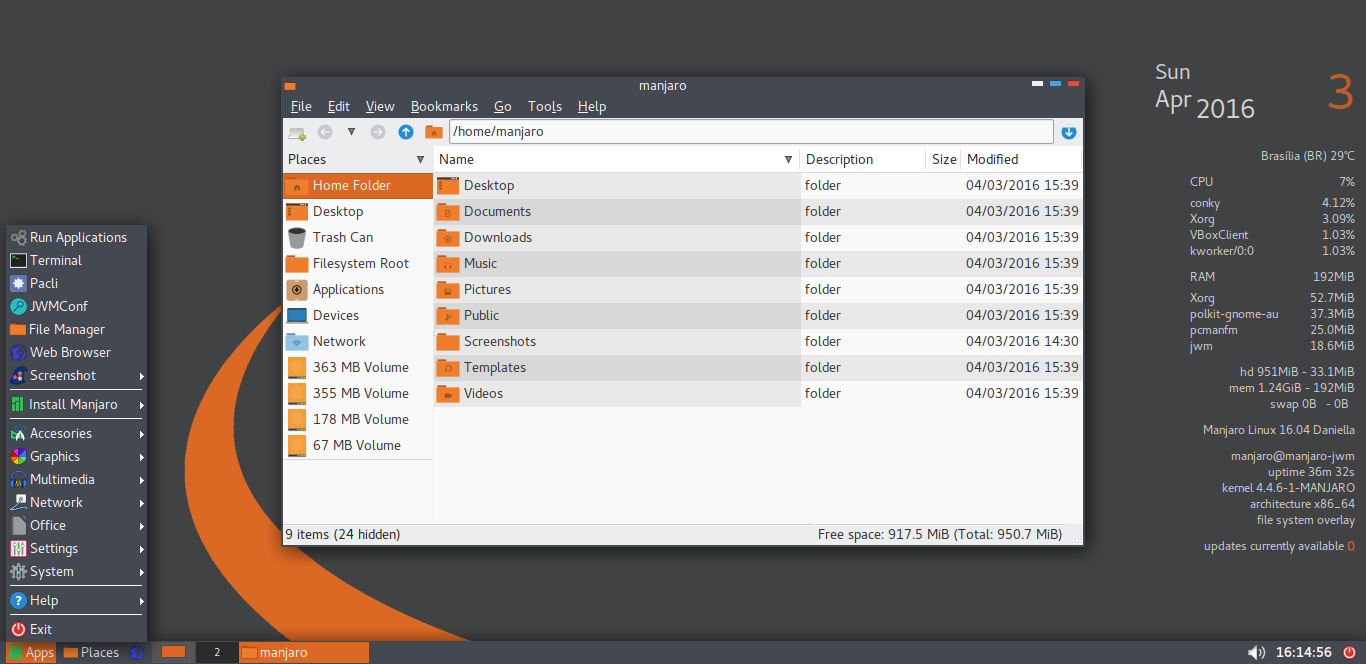 Sun
3
Apr 2016
Brasília (BR) 29°C
CPU 7%
conky 4.12%
Xorg 3.09%
VBoxClient 1.03%
kworker/0:0 1.03%
RAM 192MiB
Xorg 52.7MiB
polkit-gnome-au 37.3MiB
pcmanfm 25.0MiB
jwm 18.6MiB
hd 951MiB - 33.1MiB
mem 1.24GiB - 192MiB
swap 0B - 0B
Manjaro Linux 16.04 Daniella
manjaro@manjaro-jwm
uptime 36m 32s
kernel 4.4.6-1-MANJARO
architecture x86_64
file system overlay
updates currently available 0
manjaro
File Edit View Bookmarks Go Tools Help
/home/manjaro
Places
Home Folder
Desktop
Trash Can
Filesystem Root
Applications
Devices
Network
363 MB Volume
355 MB Volume
178 MB Volume
67 MB Volume
Name Description Size Modified
Desktop folder 04/03/2016 15:39
Documents folder 04/03/2016 15:39
Downloads folder 04/03/2016 15:39
Music folder 04/03/2016 15:39
Pictures folder 04/03/2016 15:39
Public folder 04/03/2016 15:39
Screenshots folder 04/03/2016 14:30
Templates folder 04/03/2016 15:39
Videos folder 04/03/2016 15:39
9 items (24 hidden) Free space: 917.5 MiB (Total: 950.7 MiB)
Run Applications
Terminal
Pacli
JWMConf
File Manager
Web Browser
Screenshot
Install Manjaro
Accesories
Graphics
Multimedia
Network
Office
Settings
System
Help
Exit
Apps Places 2 manjaro 16:14:56